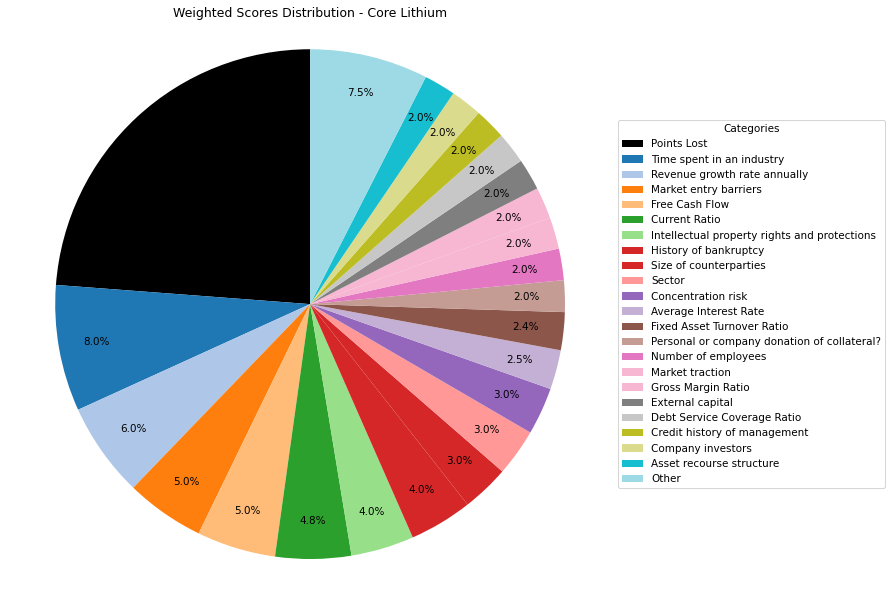 Weighted Scores Distribution - Core Lithium
7.5%
2.0%
2.0%
2.0%
2.0%
2.0%
2.0%
2.0%
2.0%
2.0%
2.4%
2.5%
3.0%
3.0%
3.0%
4.0%
4.0%
4.8%
5.0%
5.0%
6.0%
8.0%
Categories
Points Lost
Time spent in an industry
Revenue growth rate annually
Market entry barriers
Free Cash Flow
Current Ratio
Intellectual property rights and protections
History of bankruptcy
Size of counterparties
Sector
Concentration risk
Average Interest Rate
Fixed Asset Turnover Ratio
Personal or company donation of collateral?
Number of employees
Market traction
Gross Margin Ratio
External capital
Debt Service Coverage Ratio
Credit history of management
Company investors
Asset recourse structure
Other